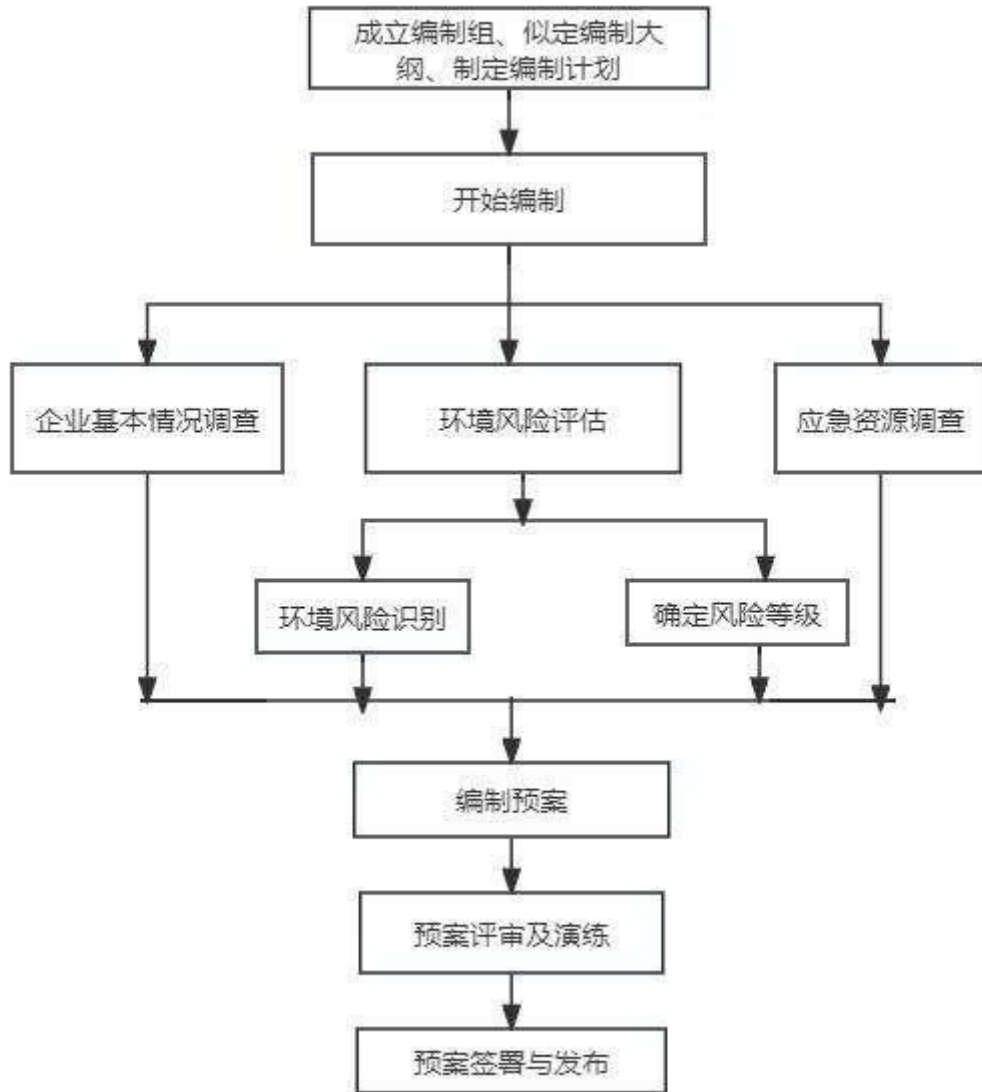 成立编制组、似定编制大
纲、制定编制计划
开始编制
企业基本情况调查
环境风险评估
应急资源调查
环境风险识别
确定风险等级
编制预案
预案评审及演练
预案签署与发布